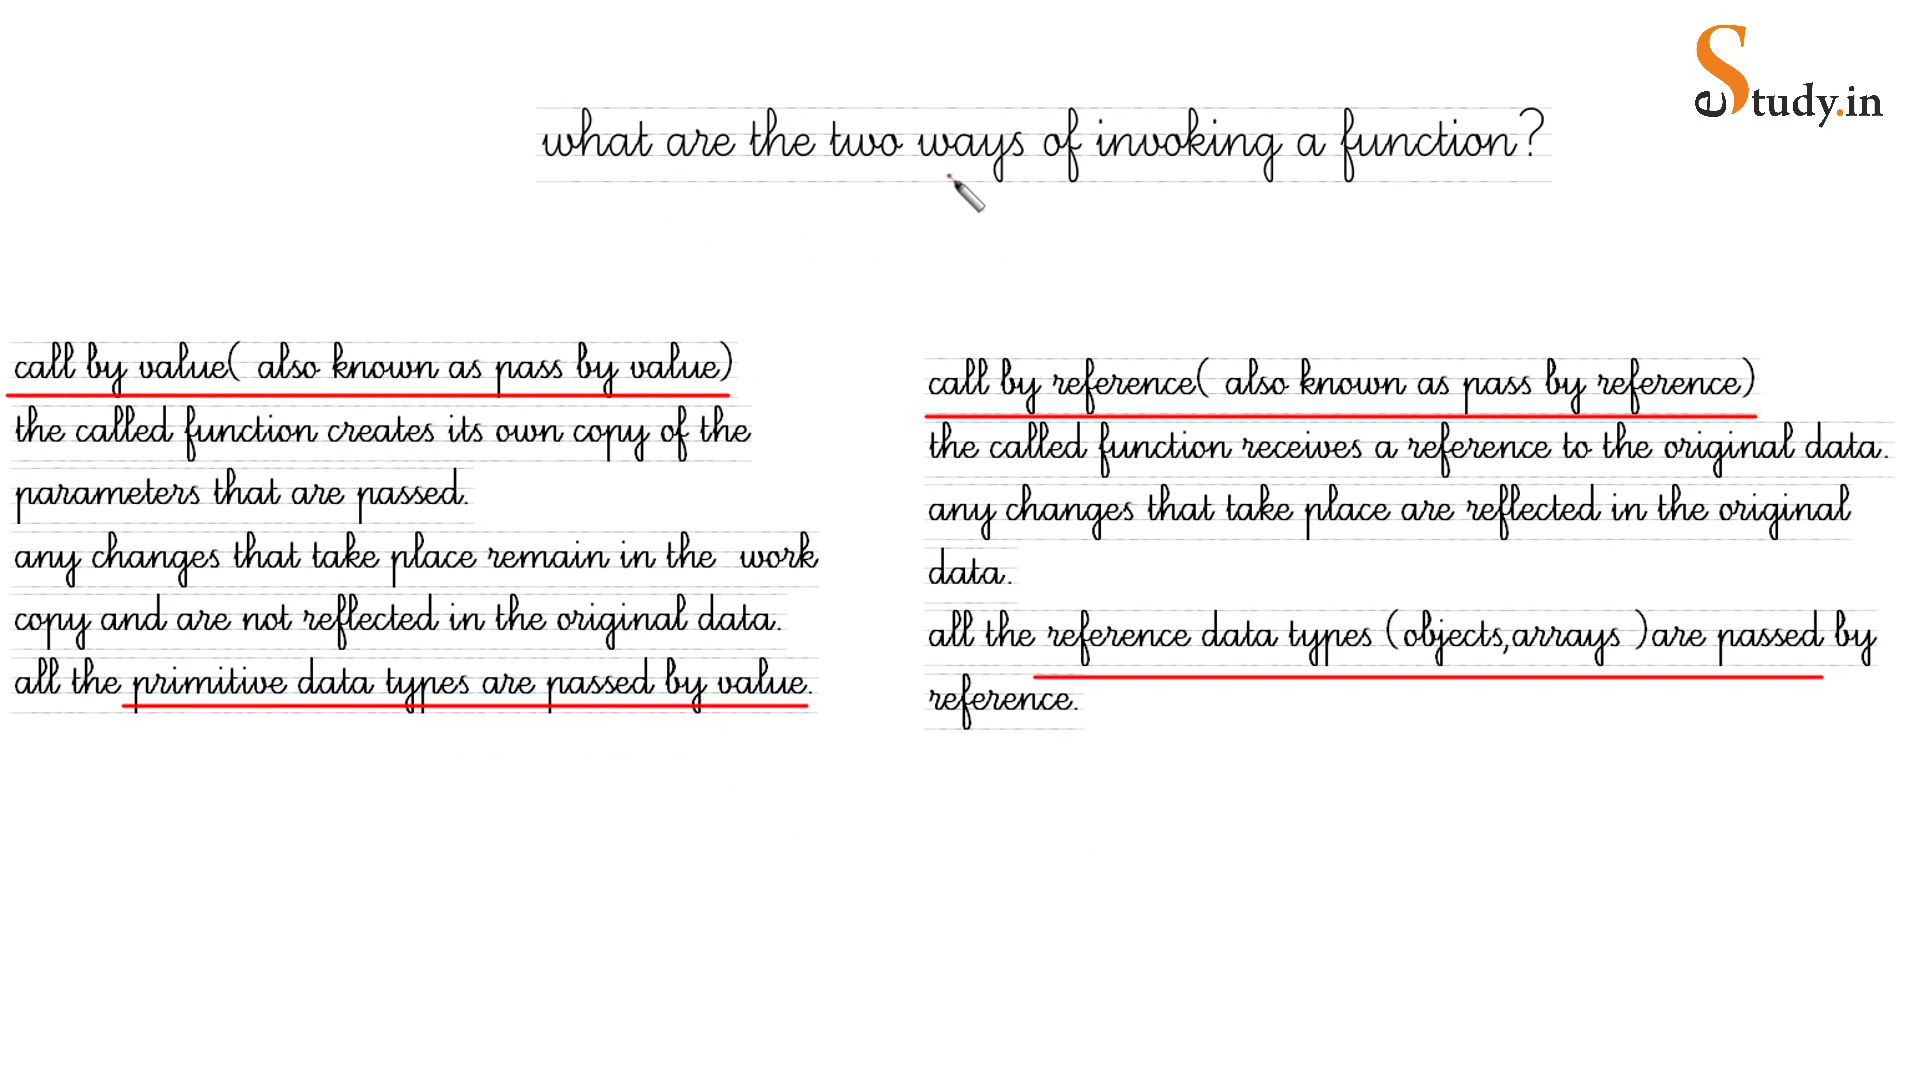 eStudy.in
what are the two ways of invoking a function?
call by value( also known as pass by value)
the called function creates its own copy of the
parameters that are passed.
any changes that take place remain in the work
copy and are not reflected in the original data.
all the primitive data types are passed by value.
call by reference( also known as pass by reference)
the called function receives a reference to the original data.
any changes that take place are reflected in the original
data.
all the reference data types (objects,arrays )are passed by
reference.